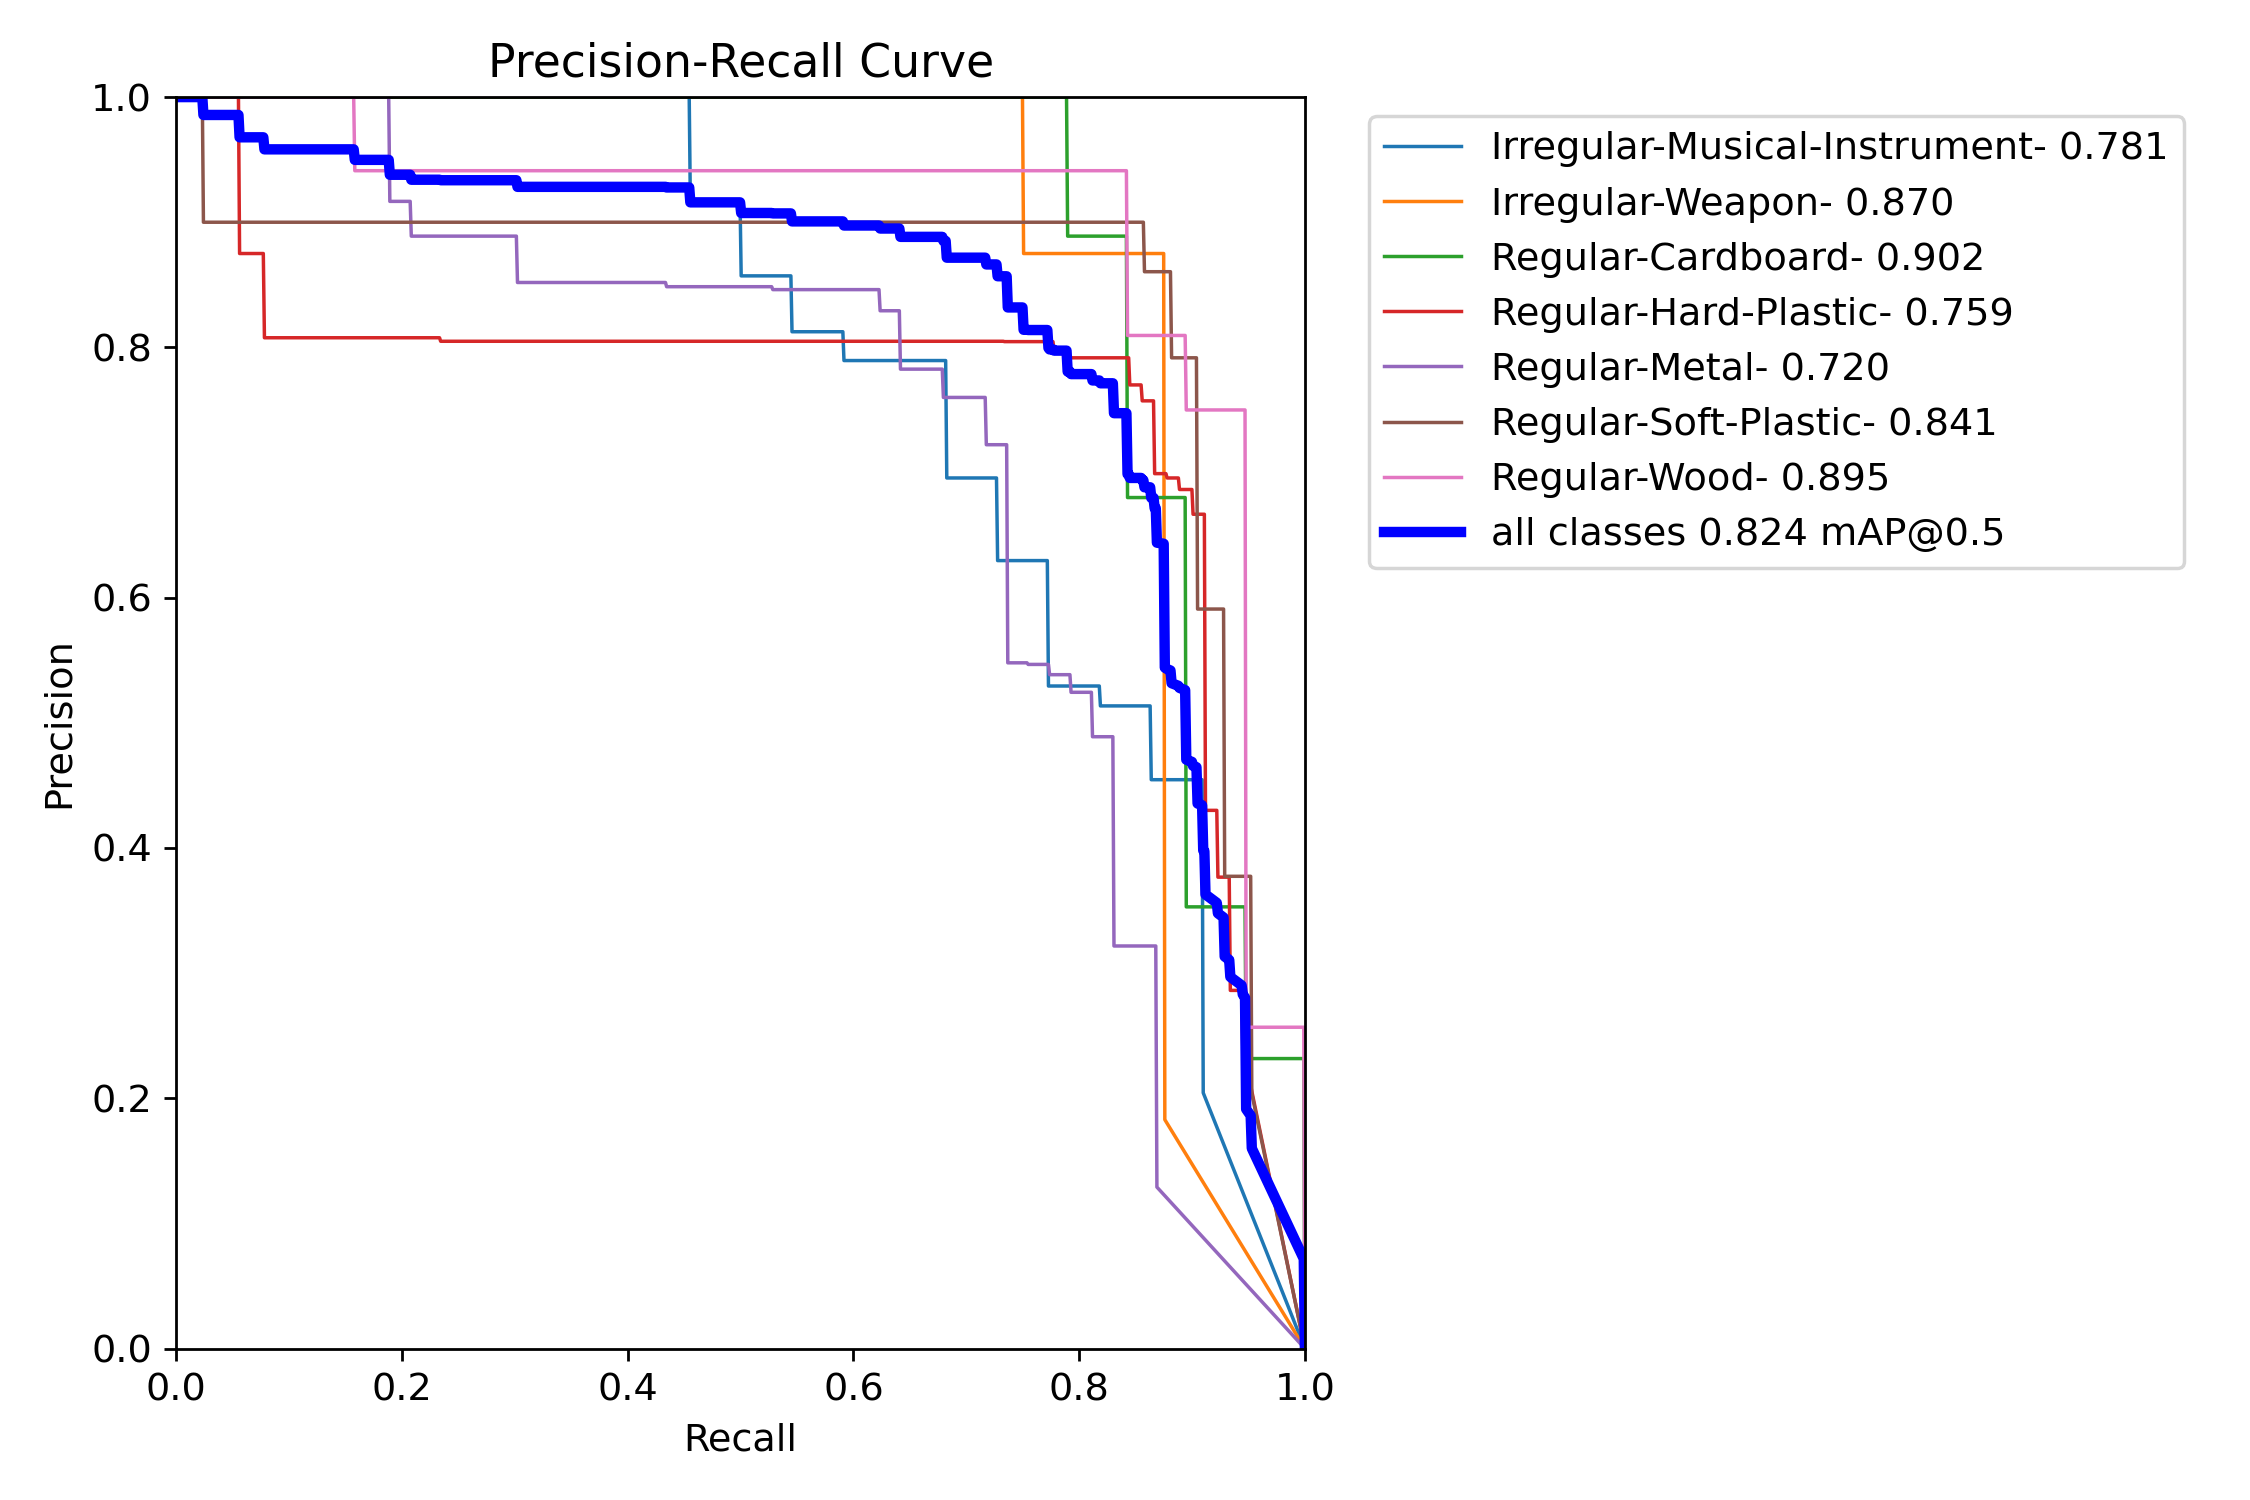 Precision-Recall Curve
1.0
0.8
0.6
0.4
0.2
0.0
Precision
0.0 0.2 0.4 0.6 0.8 1.0
Recall
Irregular-Musical-Instrument- 0.781
Irregular-Weapon- 0.870
Regular-Cardboard- 0.902
Regular-Hard-Plastic- 0.759
Regular-Metal- 0.720
Regular-Soft-Plastic- 0.841
Regular-Wood- 0.895
all classes 0.824 mAP@0.5